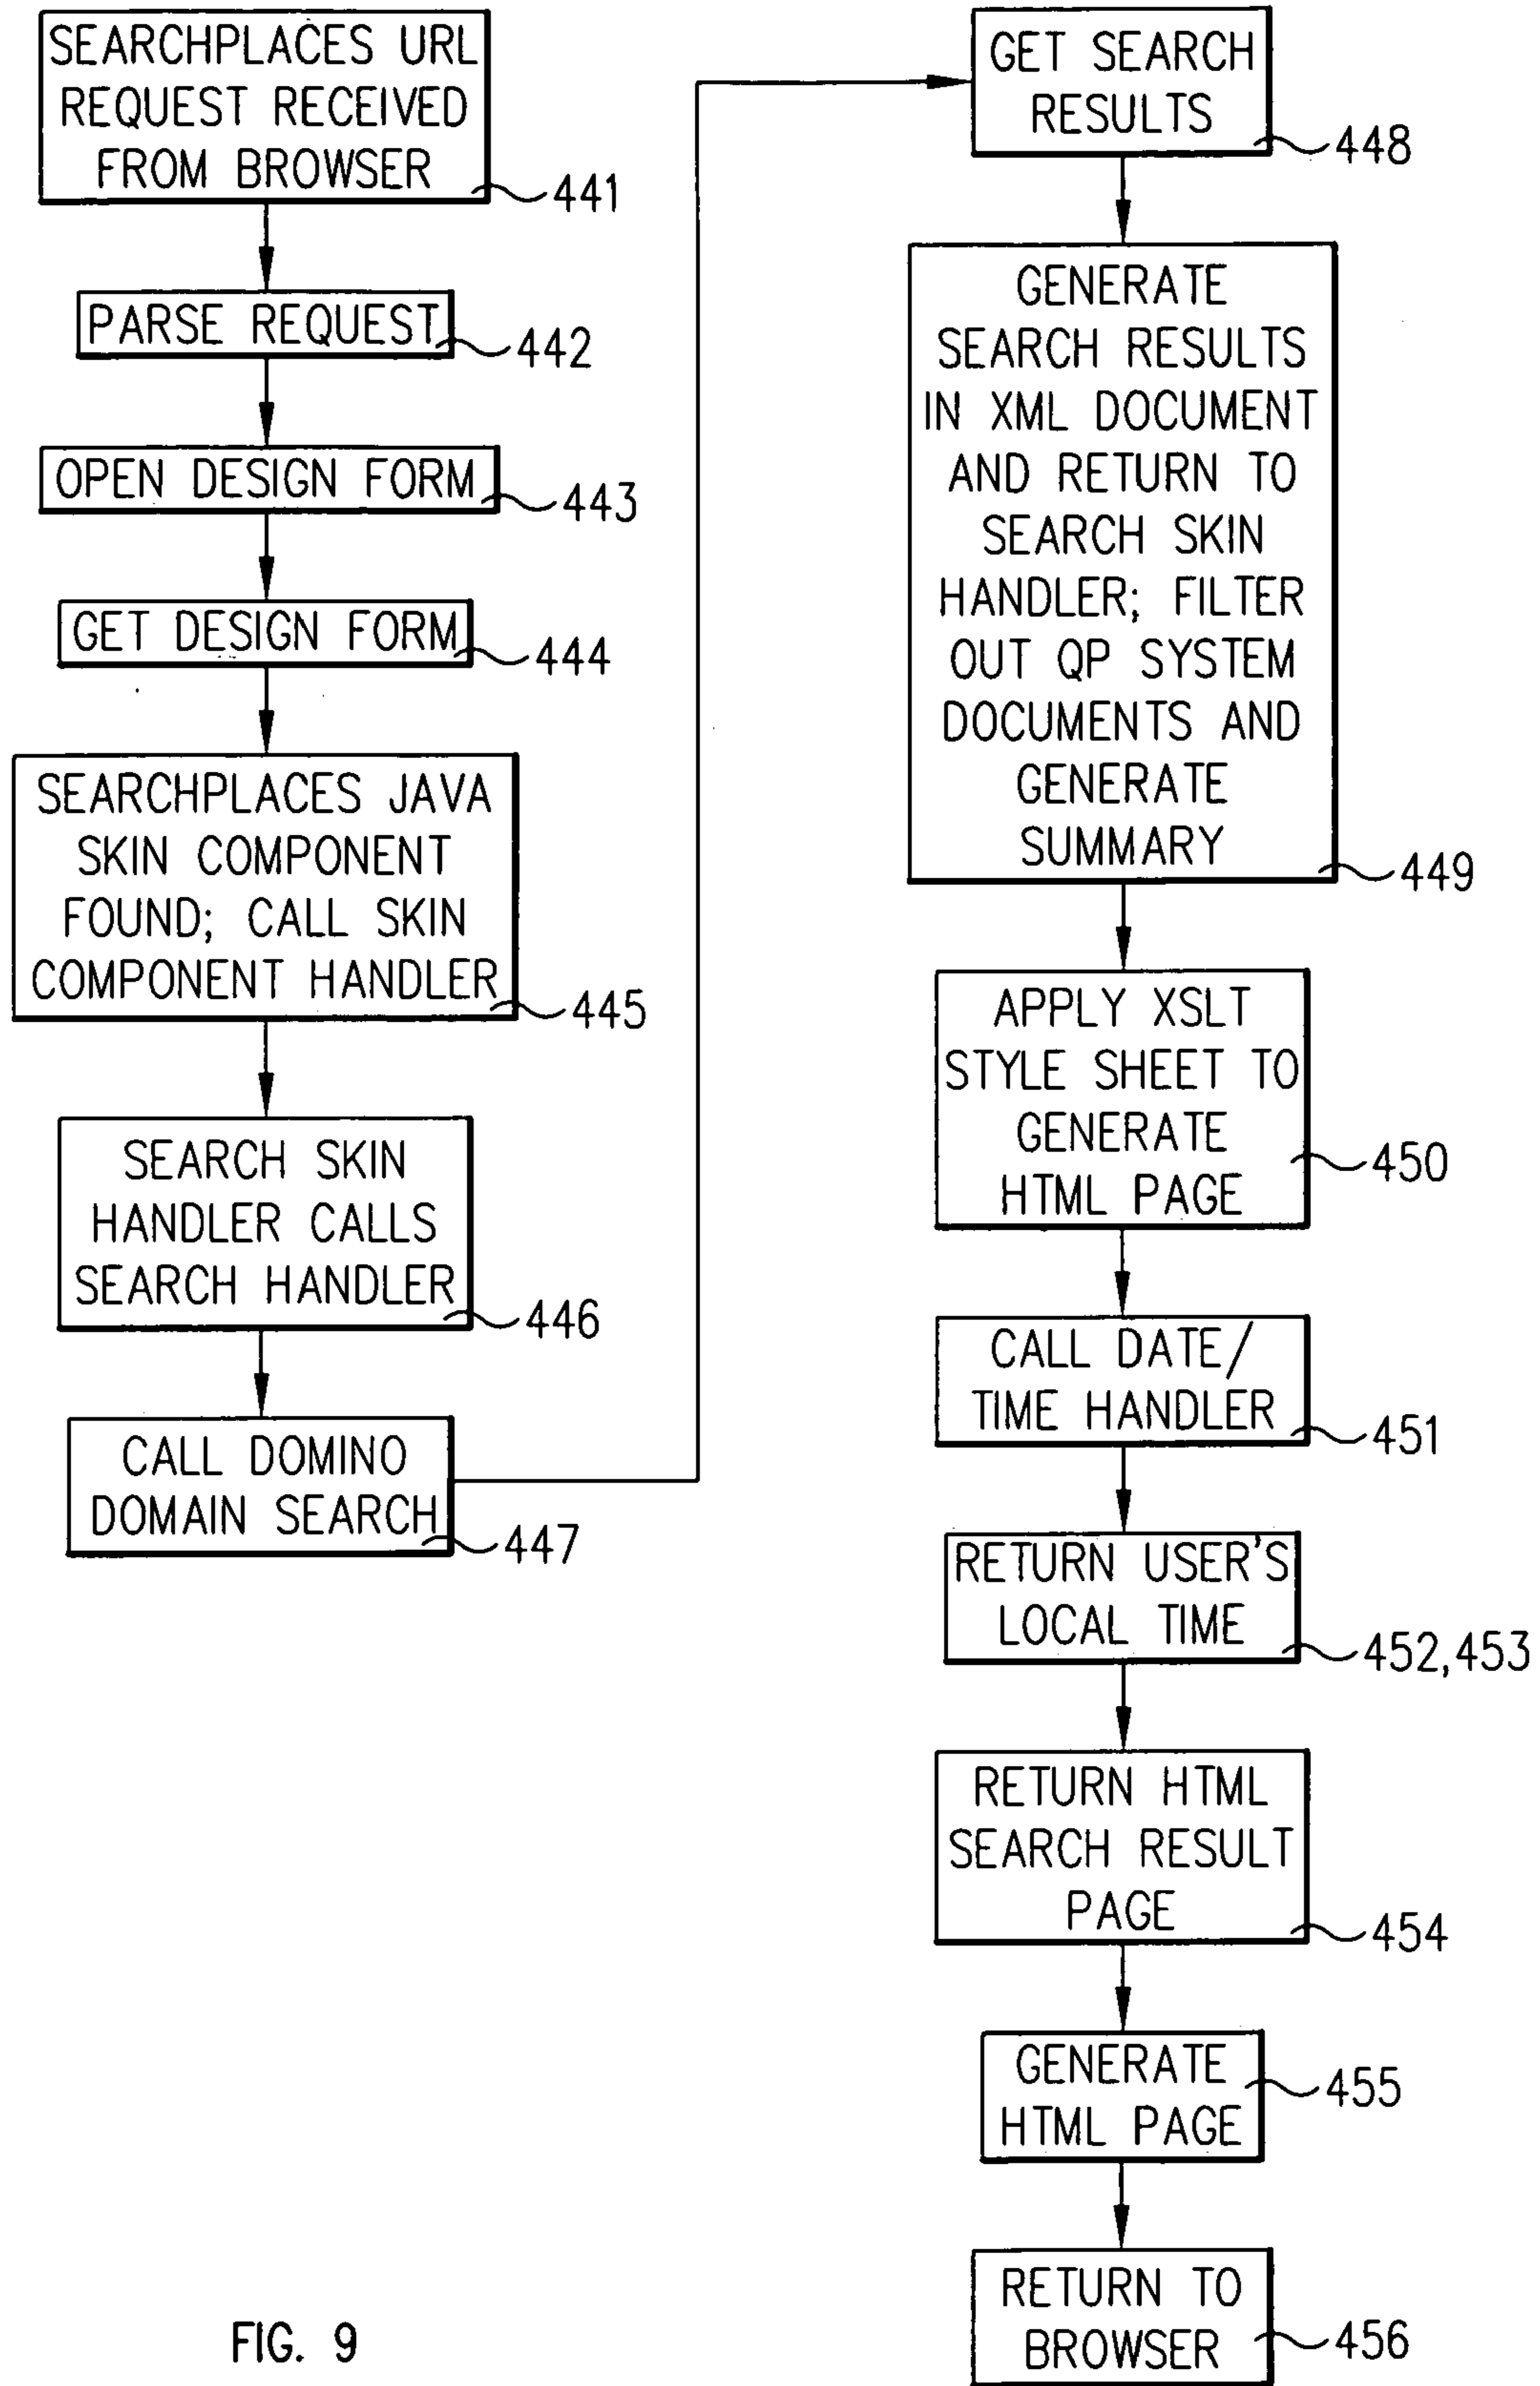 SEARCHPLACES URL
REQUEST RECEIVED
FROM BROWSER
441
PARSE REQUEST
442
OPEN DESIGN FORM
443
GET DESIGN FORM
444
SEARCHPLACES JAVA
SKIN COMPONENT
FOUND; CALL SKIN
COMPONENT HANDLER
445
SEARCH SKIN
HANDLER CALLS
SEARCH HANDLER
446
CALL DOMINO
DOMAIN SEARCH
447
GET SEARCH
RESULTS
448
GENERATE
SEARCH RESULTS
IN XML DOCUMENT
AND RETURN TO
SEARCH SKIN
HANDLER; FILTER
OUT QP SYSTEM
DOCUMENTS AND
GENERATE
SUMMARY
449
APPLY XSLT
STYLE SHEET TO
GENERATE
HTML PAGE
450
CALL DATE/
TIME HANDLER
451
RETURN USER'S
LOCAL TIME
452,453
RETURN HTML
SEARCH RESULT
PAGE
454
GENERATE
HTML PAGE
455
RETURN TO
BROWSER
456
FIG. 9